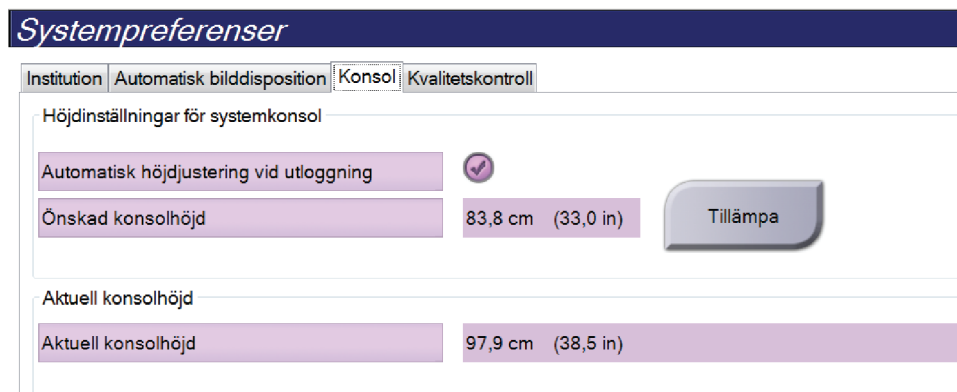 Systempreferenser
Institution Automatisk bilddisposition Konsol Kvalitetskontroll
Höjdinställningar för systemkonsol
Automatisk höjdjustering vid utloggning
Önskad konsolhöjd 83,8 cm (33,0 in) Tillämpa
Aktuell konsolhöjd
Aktuell konsolhöjd 97,9 cm (38,5 in)